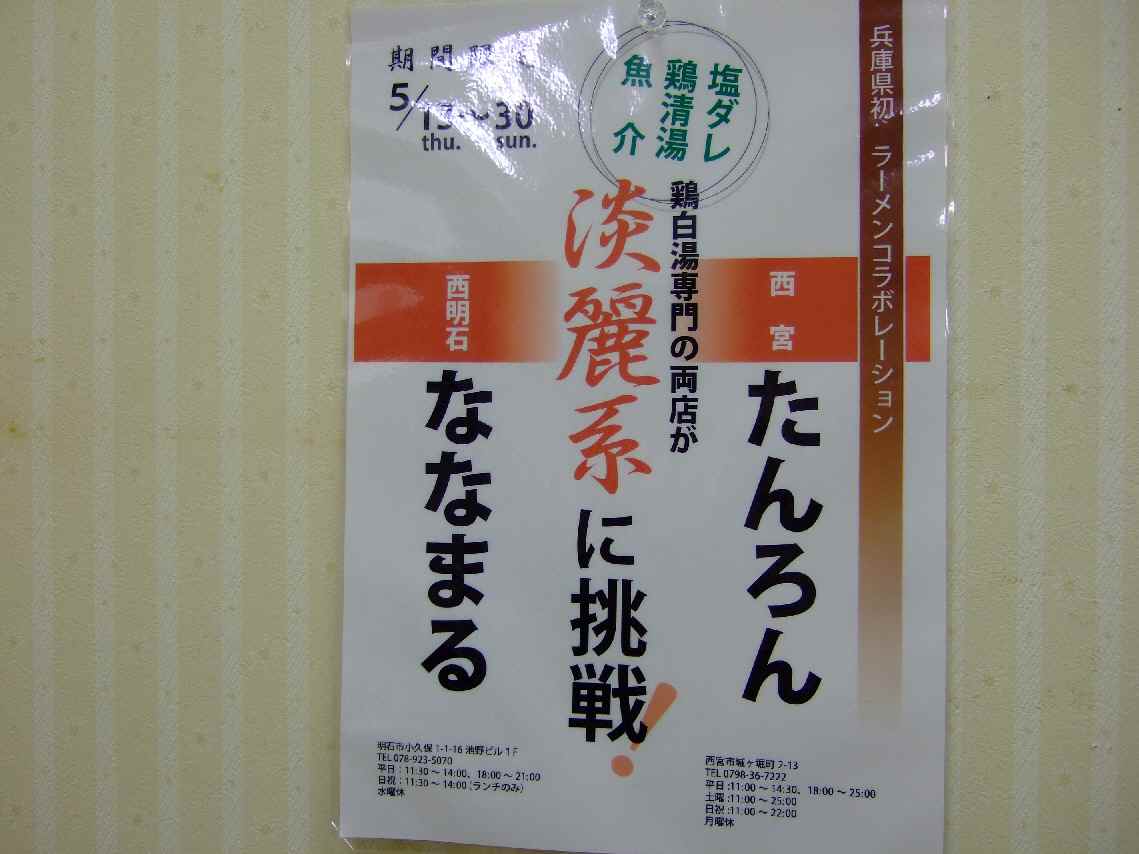 兵庫県初! ラーメンコラボレーション
塩ダレ
鶏清湯
魚介
期間限定
5/13~30
thu. sun.
西宮
たんろん
鶏白湯専門の両店が
淡麗系
に挑戦!
西明石
ななまる
明石市小久保1-1-16 池野ビル1F
TEL 078-923-5070
平日:11:30～14:00、18:00～21:00
日祝:11:30～14:00(ランチのみ)
水曜休
西宮市城ヶ堀町2-13
TEL 0798-36-7222
平日:11:00～14:30、18:00～25:00
土曜:11:00～25:00
日祝:11:00～22:00
月曜休